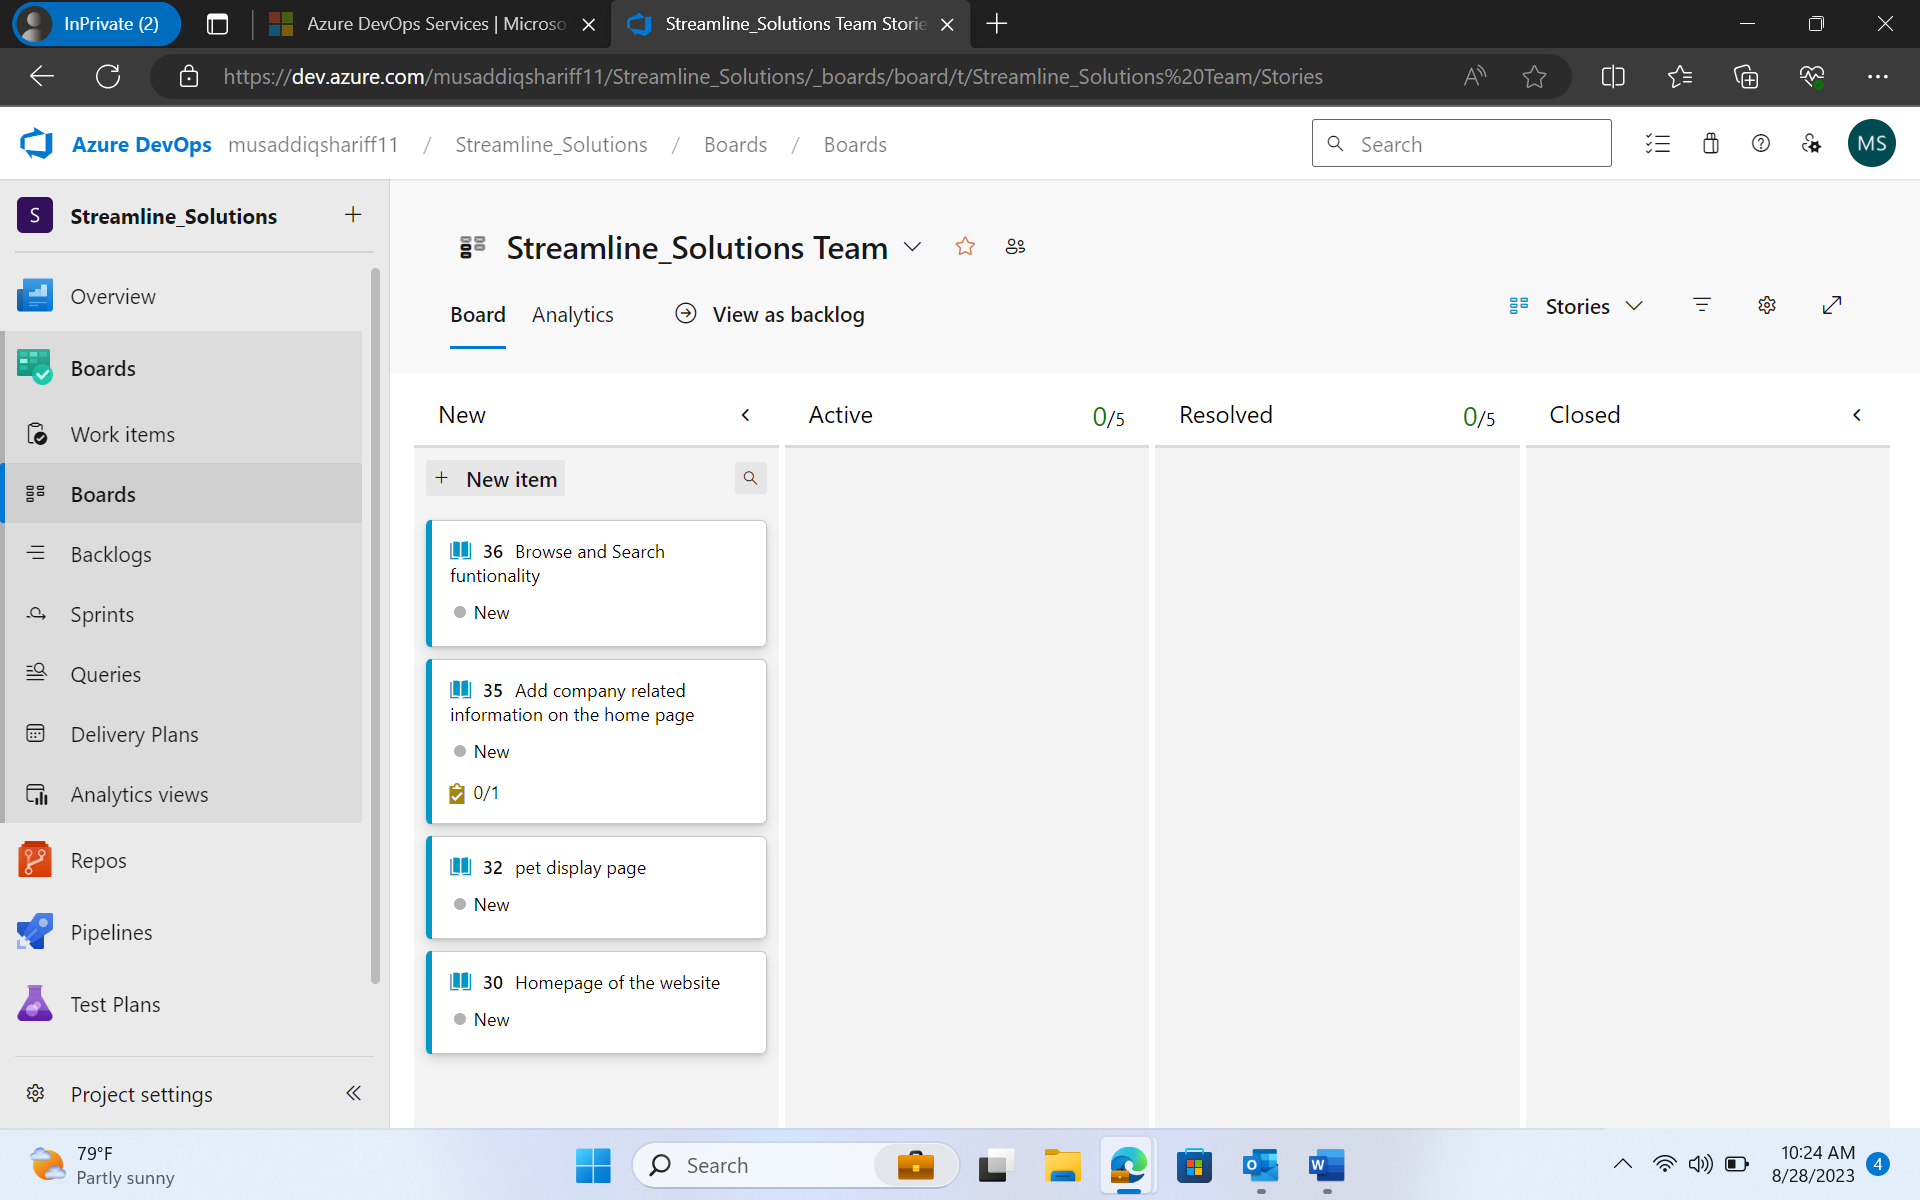 InPrivate (2)
Azure DevOps Services | Microso
Streamline_Solutions Team Storie
https://dev.azure.com/musaddiqshariff11/Streamline_Solutions/_boards/board/t/Streamline_Solutions%20Team/Stories
Azure DevOps musaddiqshariff11 / Streamline_Solutions / Boards / Boards
Search
MS
S Streamline_Solutions
Overview
Boards
Work items
Boards
Backlogs
Sprints
Queries
Delivery Plans
Analytics views
Repos
Pipelines
Test Plans
Project settings
Streamline_Solutions Team
Board Analytics View as backlog
Stories
New
Active 0/5
Resolved 0/5
Closed
New item
36 Browse and Search
funtionality
New
35 Add company related
information on the home page
New
0/1
32 pet display page
New
30 Homepage of the website
New
79°F
Partly sunny
Search
10:24 AM
8/28/2023
4